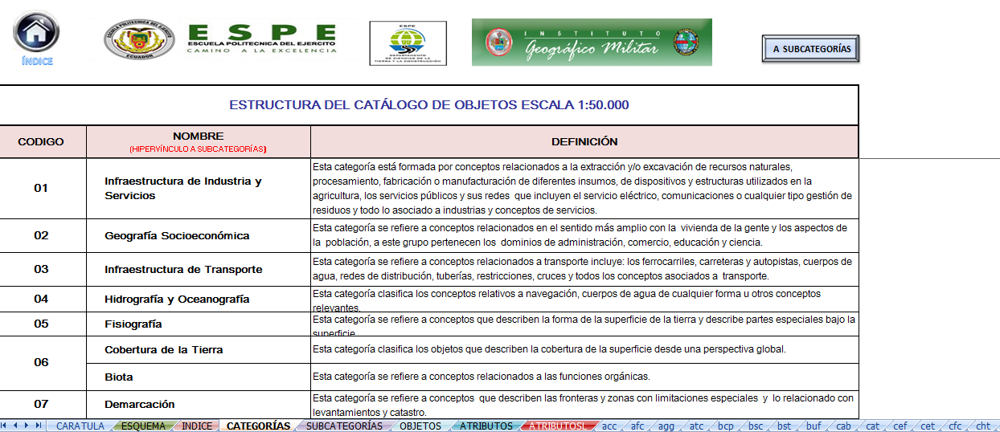 ÍNDICE
ESCUELA POLITECNICA DEL EJERCITO
ECUADOR
ESPE
ESCUELA POLITECNICA DEL EJERCITO
CAMINO A LA EXCELENCIA
ESPE
DEPARTAMENTO
DE CIENCIAS DE LA
TIERRA Y LA CONSTRUCCIÓN
INSTITUTO
Geográfico Militar
A SUBCATEGORÍAS
ESTRUCTURA DEL CATÁLOGO DE OBJETOS ESCALA 1:50.000
CODIGO
NOMBRE
(HIPERVÍNCULO A SUBCATEGORÍAS)
DEFINICIÓN
01
Infraestructura de Industria y
Servicios
Esta categoría está formada por conceptos relacionados a la extracción y/o excavación de recursos naturales,
procesamiento, fabricación o manufacturación de diferentes insumos, de dispositivos y estructuras utilizados en la
agricultura, los servicios públicos y sus redes que incluyen el servicio eléctrico, comunicaciones o cualquier tipo gestión de
residuos y todo lo asociado a industrias y conceptos de servicios.
02
Geografía Socioeconómica
Esta categoría se refiere a conceptos relacionados en el sentido más amplio con la vivienda de la gente y los aspectos de
la población, a este grupo pertenecen los dominios de administración, comercio, educación y ciencia.
03
Infraestructura de Transporte
Esta categoría se refiere a conceptos relacionados a transporte incluye: los ferrocarriles, carreteras y autopistas, cuerpos de
agua, redes de distribución, tuberías, restricciones, cruces y todos los conceptos asociados a transporte.
04
Hidrografía y Oceanografía
Esta categoría clasifica los conceptos relativos a navegación, cuerpos de agua de cualquier forma u otros conceptos
relevantes.
05
Fisiografía
Esta categoría se refiere a conceptos que describen la forma de la superficie de la tierra y describe partes especiales bajo la
superficie
06
Cobertura de la Tierra
Esta categoría clasifica los objetos que describen la cobertura de la superficie desde una perspectiva global.
Biota
Esta categoría se refiere a conceptos relacionados a las funciones orgánicas.
07
Demarcación
Esta categoría se refiere a conceptos que describen las fronteras y zonas con limitaciones especiales y lo relacionado con
levantamientos y catastro.
CARATULA ESQUEMA INDICE CATEGORÍAS SUBCATEGORÍAS OBJETOS ATRIBUTOS ATRIBUTOSL acc afc agg atc bcp bsc bst buf cab cat cef cet cfc cht